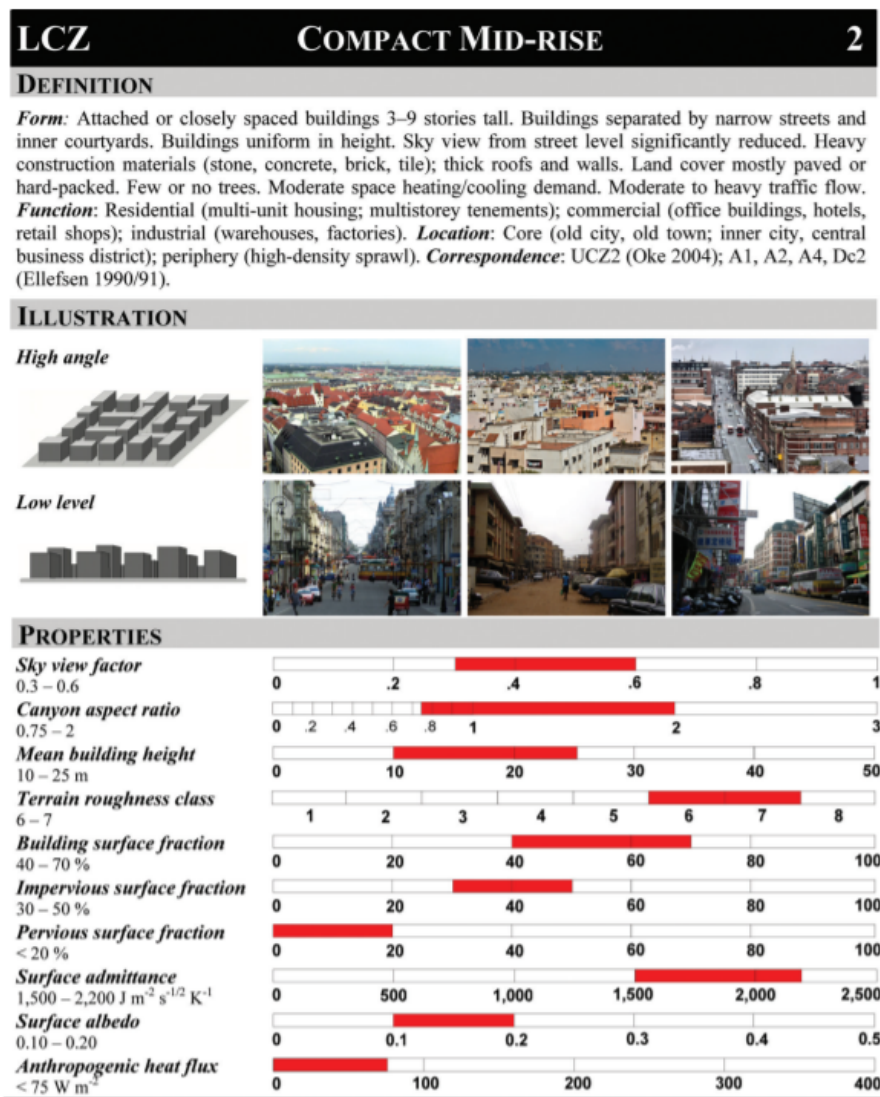 LCZ COMPACT MID-RISE 2
DEFINITION
Form: Attached or closely spaced buildings 3–9 stories tall. Buildings separated by narrow streets and
inner courtyards. Buildings uniform in height. Sky view from street level significantly reduced. Heavy
construction materials (stone, concrete, brick, tile); thick roofs and walls. Land cover mostly paved or
hard-packed. Few or no trees. Moderate space heating/cooling demand. Moderate to heavy traffic flow.
Function: Residential (multi-unit housing; multistorey tenements); commercial (office buildings, hotels,
retail shops); industrial (warehouses, factories). Location: Core (old city, old town; inner city, central
business district); periphery (high-density sprawl). Correspondence: UCZ2 (Oke 2004); A1, A2, A4, Dc2
(Ellefsen 1990/91).
ILLUSTRATION
High angle
Low level
PROPERTIES
Sky view factor
0.3 – 0.6
0 .2 .4 .6 .8 1
Canyon aspect ratio
0.75 – 2
0 .2 .4 .6 .8 1 2 3
Mean building height
10 – 25 m
0 10 20 30 40 50
Terrain roughness class
6 – 7
1 2 3 4 5 6 7 8
Building surface fraction
40 – 70 %
0 20 40 60 80 100
Impervious surface fraction
30 – 50 %
0 20 40 60 80 100
Pervious surface fraction
< 20 %
0 20 40 60 80 100
Surface admittance
1,500 – 2,200 J m⁻² s⁻¹/² K⁻¹
0 500 1,000 1,500 2,000 2,500
Surface albedo
0.10 – 0.20
0 0.1 0.2 0.3 0.4 0.5
Anthropogenic heat flux
< 75 W m⁻²
0 100 200 300 400